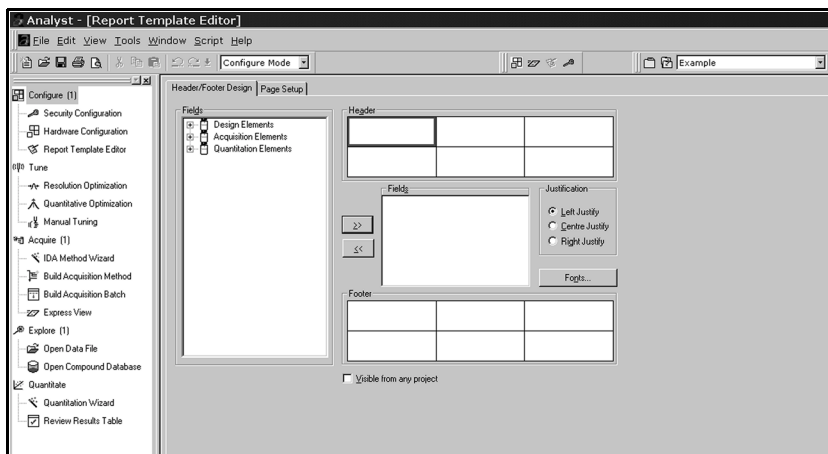 Analyst - [Report Template Editor]
File Edit View Tools Window Script Help
Configure Mode
Example
Configure (1)
Security Configuration
Hardware Configuration
Report Template Editor
Tune
Resolution Optimization
Quantitative Optimization
Manual Tuning
Acquire (1)
IDA Method Wizard
Build Acquisition Method
Build Acquisition Batch
Express View
Explore (1)
Open Data File
Open Compound Database
Quantitate
Quantitation Wizard
Review Results Table
Header/Footer Design Page Setup
Fields
Design Elements
Acquisition Elements
Quantitation Elements
Header
Fields
>>
<<
Justification
Left Justify
Centre Justify
Right Justify
Fonts...
Footer
Visible from any project